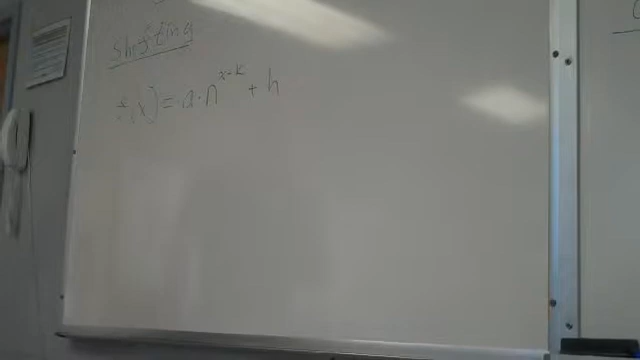 Shifting
f(x) = a·n^{x-k} + h